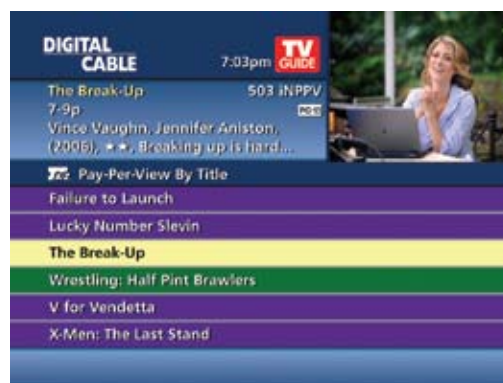 DIGITAL
CABLE
7:03pm
TV
GUIDE
The Break-Up 503 iNPPV
7-9p PG-13
Vince Vaughn, Jennifer Aniston,
(2006), ★★, Breaking up is hard...
Pay-Per-View By Title
Failure to Launch
Lucky Number Slevin
The Break-Up
Wrestling: Half Pint Brawlers
V for Vendetta
X-Men: The Last Stand